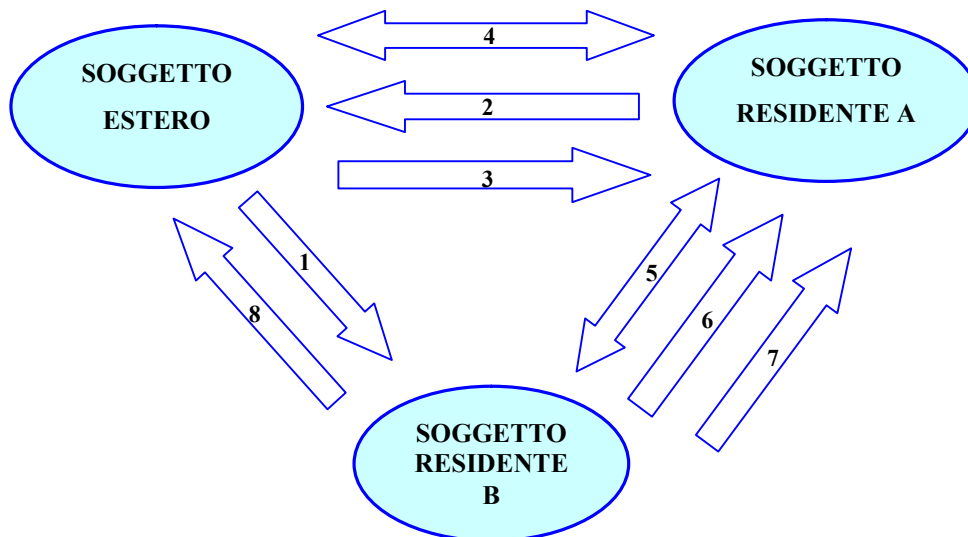 SOGGETTO
ESTERO
4
SOGGETTO
RESIDENTE A
2
3
1
8
5
6
7
SOGGETTO
RESIDENTE
B